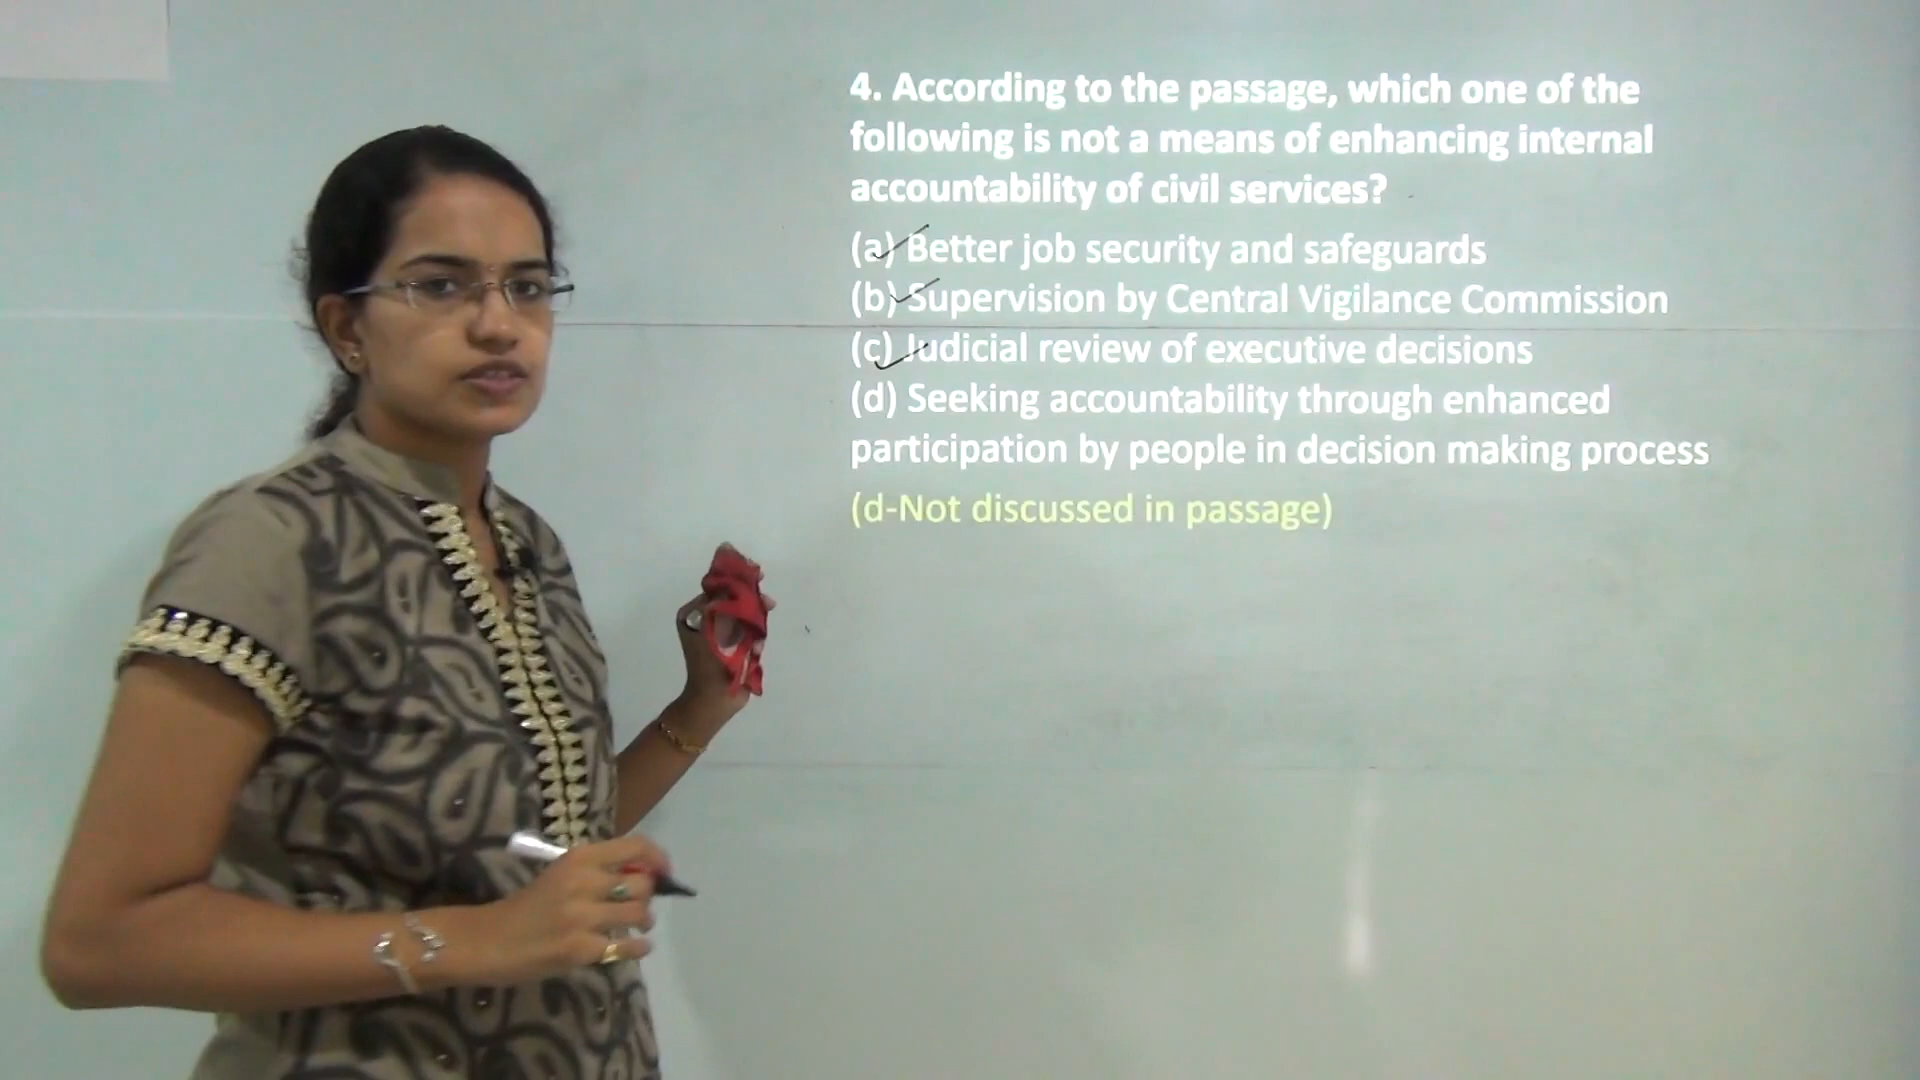 4. According to the passage, which one of the
following is not a means of enhancing internal
accountability of civil services?
(a) Better job security and safeguards
(b) Supervision by Central Vigilance Commission
(c) Judicial review of executive decisions
(d) Seeking accountability through enhanced
participation by people in decision making process
(d-Not discussed in passage)